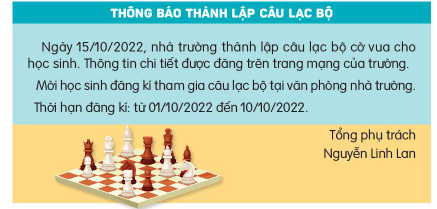 THÔNG BÁO THÀNH LẬP CÂU LẠC BỘ
Ngày 15/10/2022, nhà trường thành lập câu lạc bộ cờ vua cho
học sinh. Thông tin chi tiết được đăng trên trang mạng của trường.
Mời học sinh đăng kí tham gia câu lạc bộ tại văn phòng nhà trường.
Thời hạn đăng kí: từ 01/10/2022 đến 10/10/2022.
Tổng phụ trách
Nguyễn Linh Lan